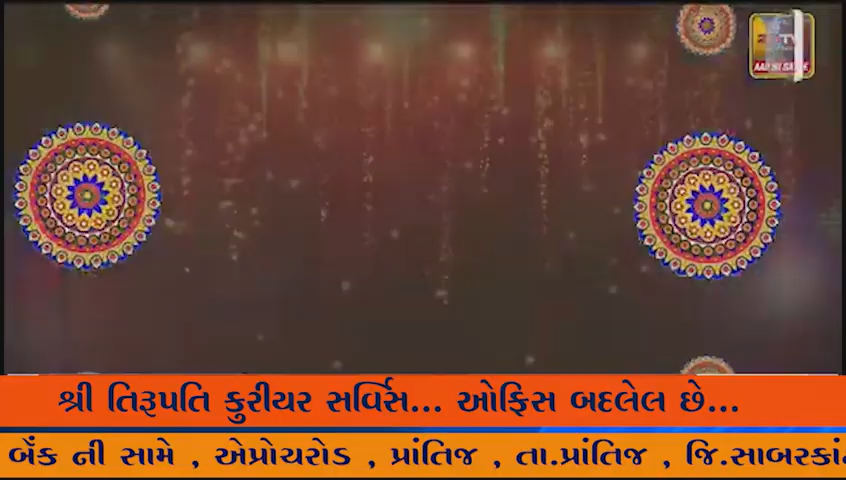 શ્રી તિરૂપતિ કુરીયર સર્વિસ... ઓફિસ બદલેલ છે...
બેંક ની સામે , એપ્રોચરોડ , પ્રાંતિજ , તા.પ્રાંતિજ , જિ.સાબરકાં